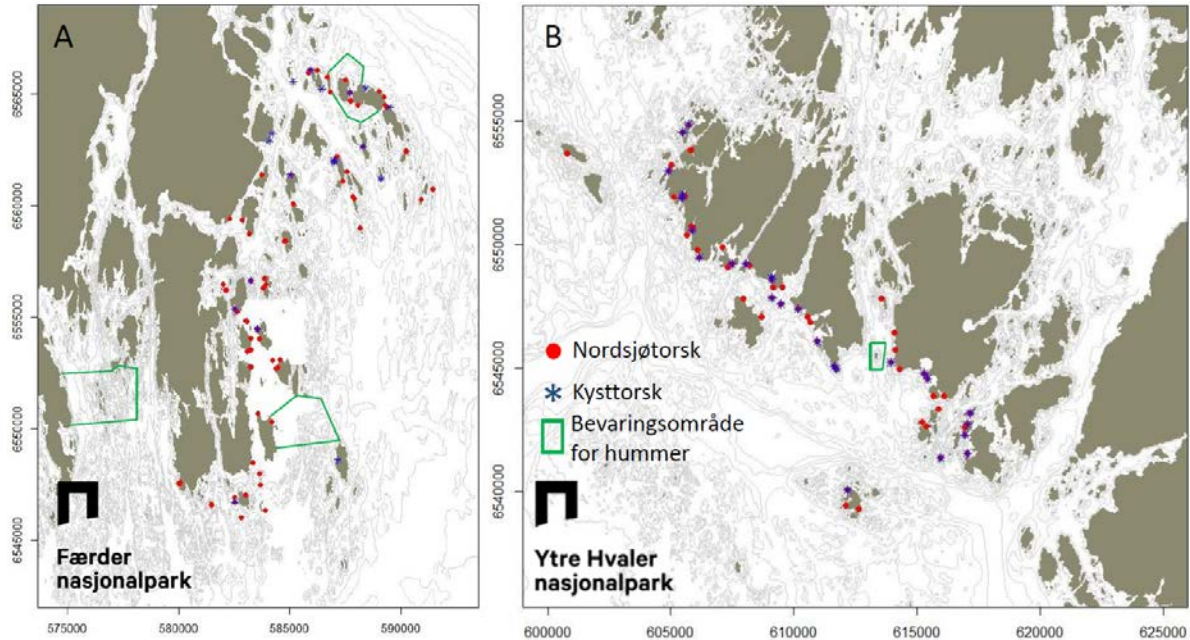 A
B
6565000
6560000
6555000
6550000
6545000
575000 580000 585000 590000
Færder
nasjonalpark
6555000
6550000
6545000
6540000
600000 605000 610000 615000 620000 625000
Nordsjøtorsk
Kysttorsk
Bevaringsområde
for hummer
Ytre Hvaler
nasjonalpark